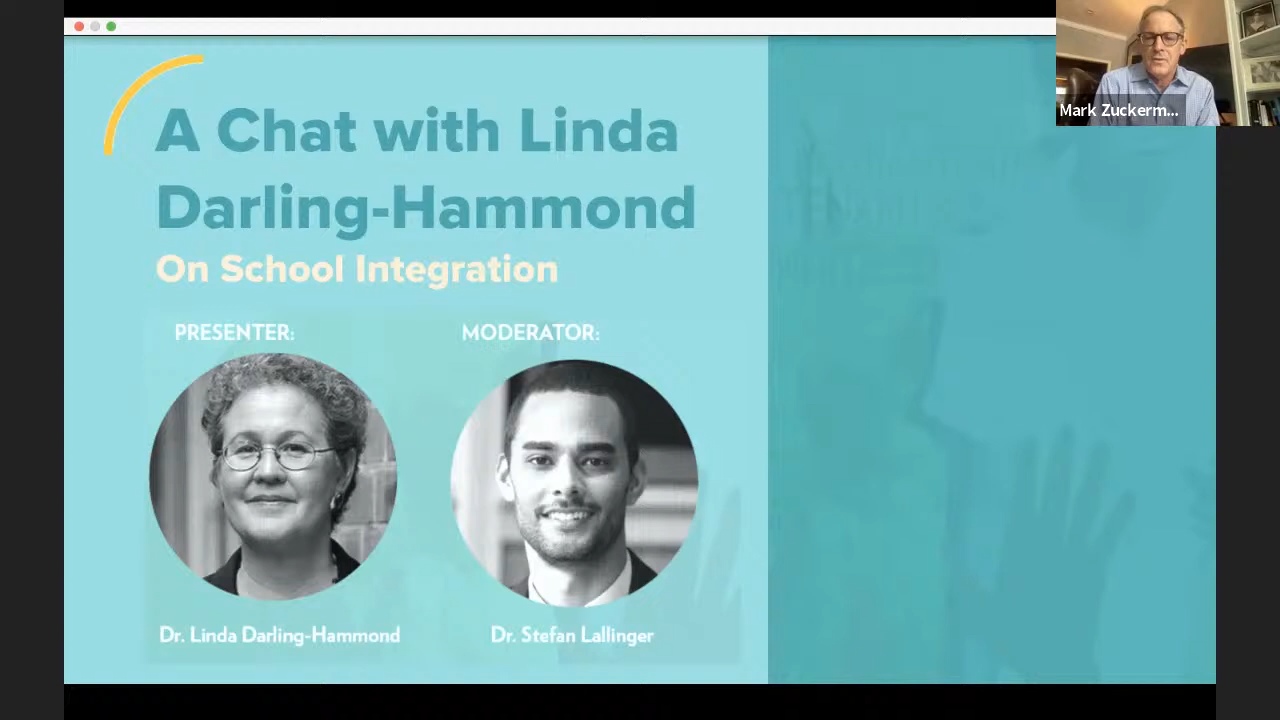 A Chat with Linda
Darling-Hammond
On School Integration
PRESENTER:
MODERATOR:
Dr. Linda Darling-Hammond
Dr. Stefan Lallinger
Mark Zuckerm...